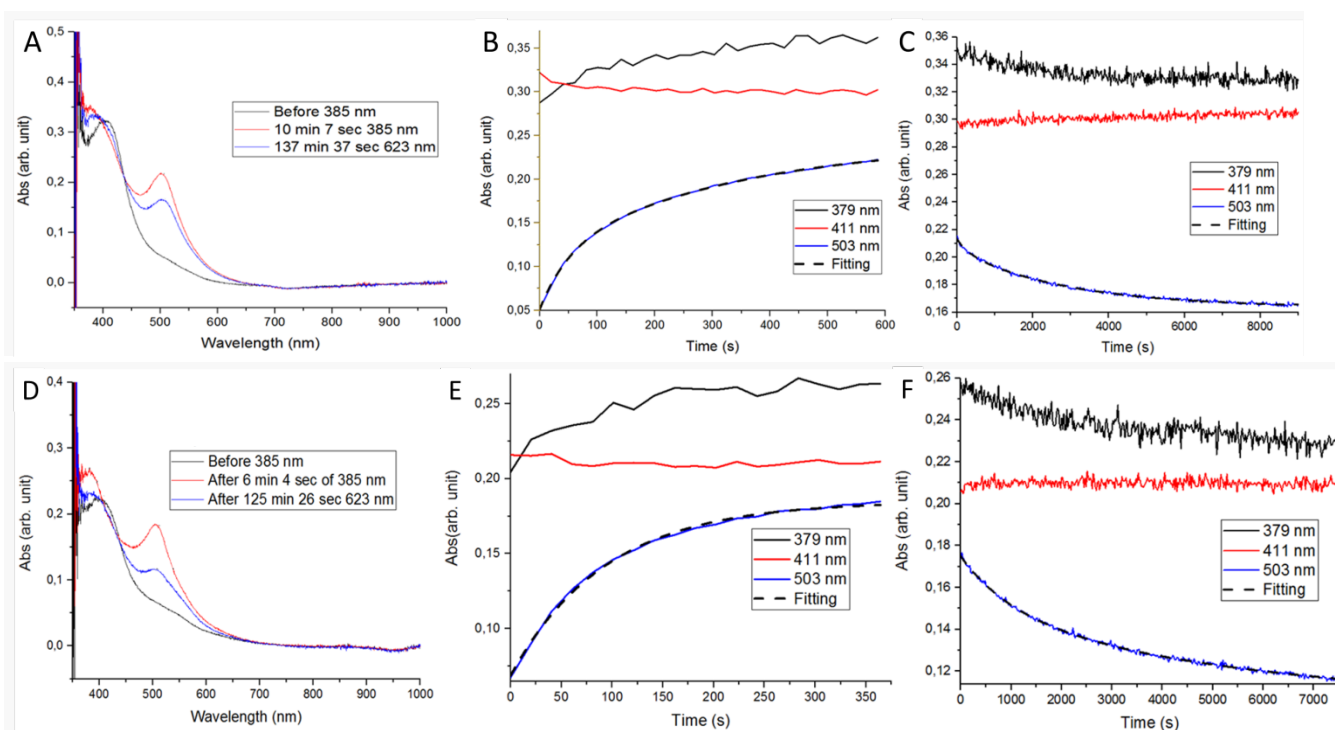 A
0,5
0,4
0,3
0,2
0,1
0,0
Abs (arb. unit)
Before 385 nm
10 min 7 sec 385 nm
137 min 37 sec 623 nm
400 500 600 700 800 900 1000
Wavelength (nm)
B
0,35
0,30
0,25
0,20
0,15
0,10
0,05
Abs (arb. unit)
379 nm
411 nm
503 nm
Fitting
0 100 200 300 400 500 600
Time (s)
C
0,36
0,34
0,32
0,30
0,28
0,26
0,24
0,22
0,20
0,18
0,16
Abs (arb. unit)
379 nm
411 nm
503 nm
Fitting
0 2000 4000 6000 8000
Time (s)
D
0,4
0,3
0,2
0,1
0,0
Abs (arb. unit)
Before 385 nm
After 6 min 4 sec of 385 nm
After 125 min 26 sec 623 nm
400 500 600 700 800 900 1000
Wavelength (nm)
E
0,25
0,20
0,15
0,10
Abs(arb. unit)
379 nm
411 nm
503 nm
Fitting
0 50 100 150 200 250 300 350
Time (s)
F
0,26
0,24
0,22
0,20
0,18
0,16
0,14
0,12
Abs (arb. unit)
379 nm
411 nm
503 nm
Fitting
0 1000 2000 3000 4000 5000 6000 7000
Time (s)